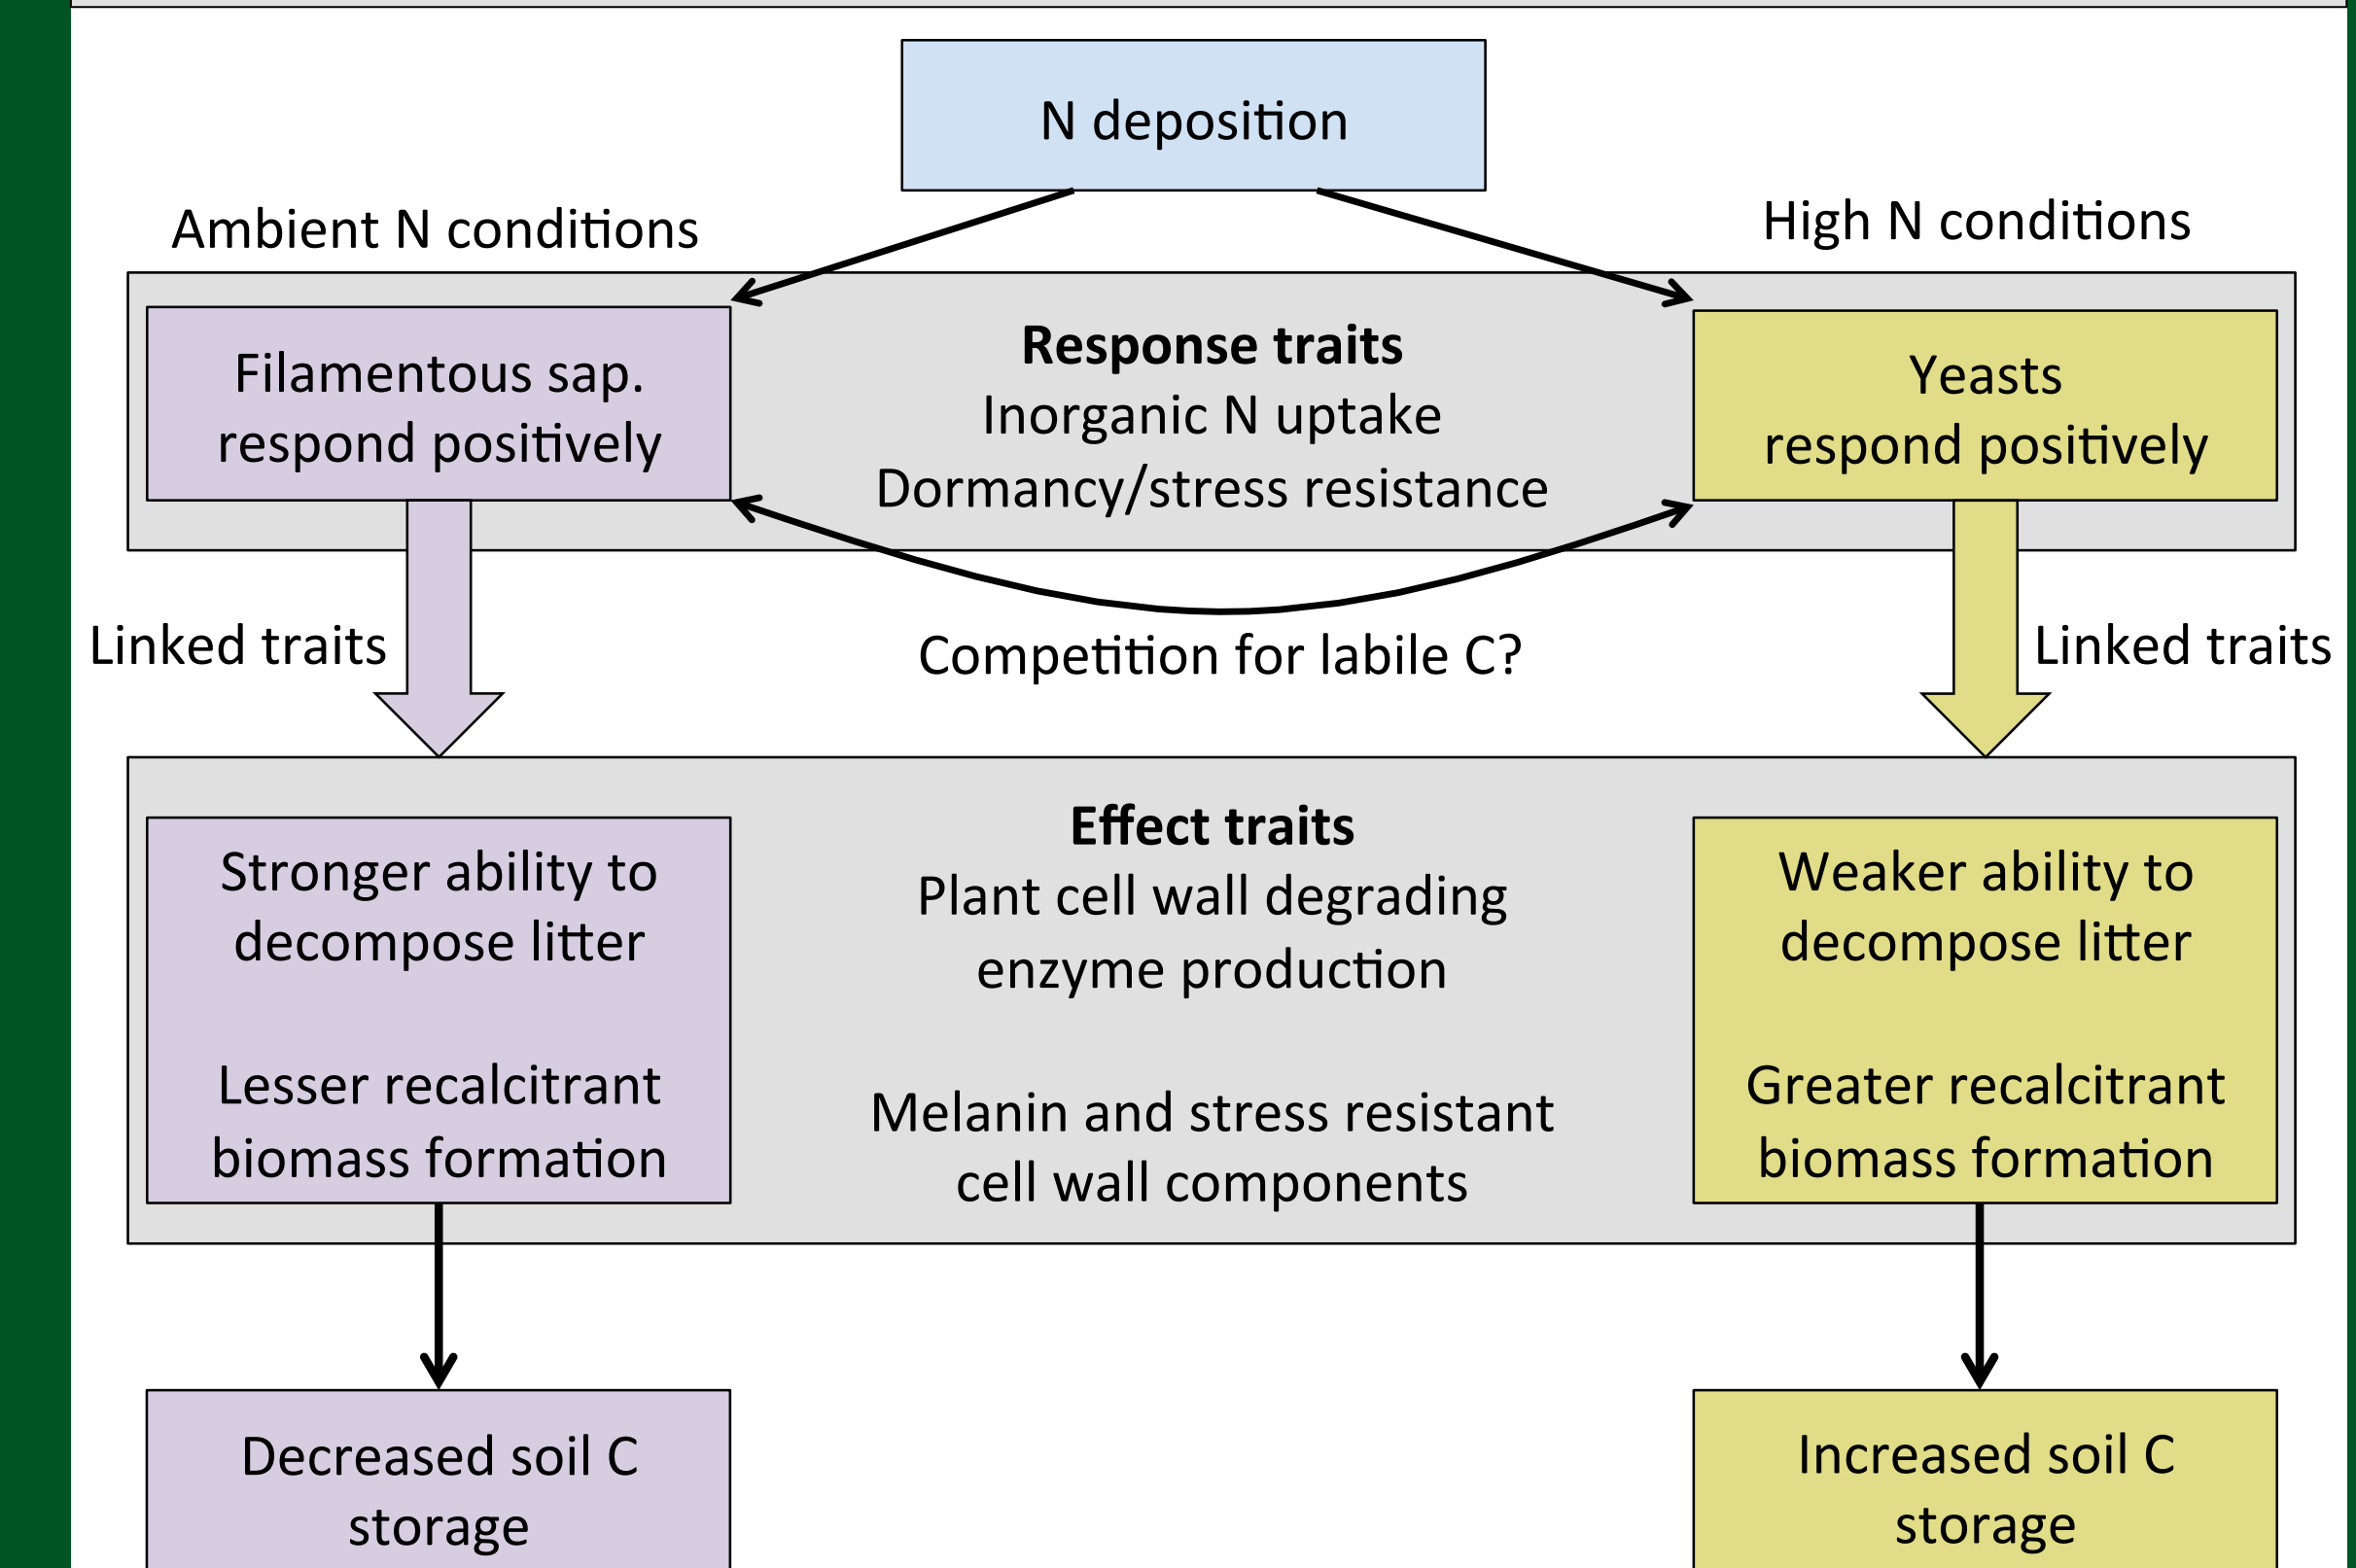 N deposition
Ambient N conditions
High N conditions
Filamentous sap.
respond positively
Response traits
Inorganic N uptake
Dormancy/stress resistance
Yeasts
respond positively
Linked traits
Competition for labile C?
Linked traits
Stronger ability to
decompose litter
Lesser recalcitrant
biomass formation
Effect traits
Plant cell wall degrading
enzyme production
Melanin and stress resistant
cell wall components
Weaker ability to
decompose litter
Greater recalcitrant
biomass formation
Decreased soil C
storage
Increased soil C
storage